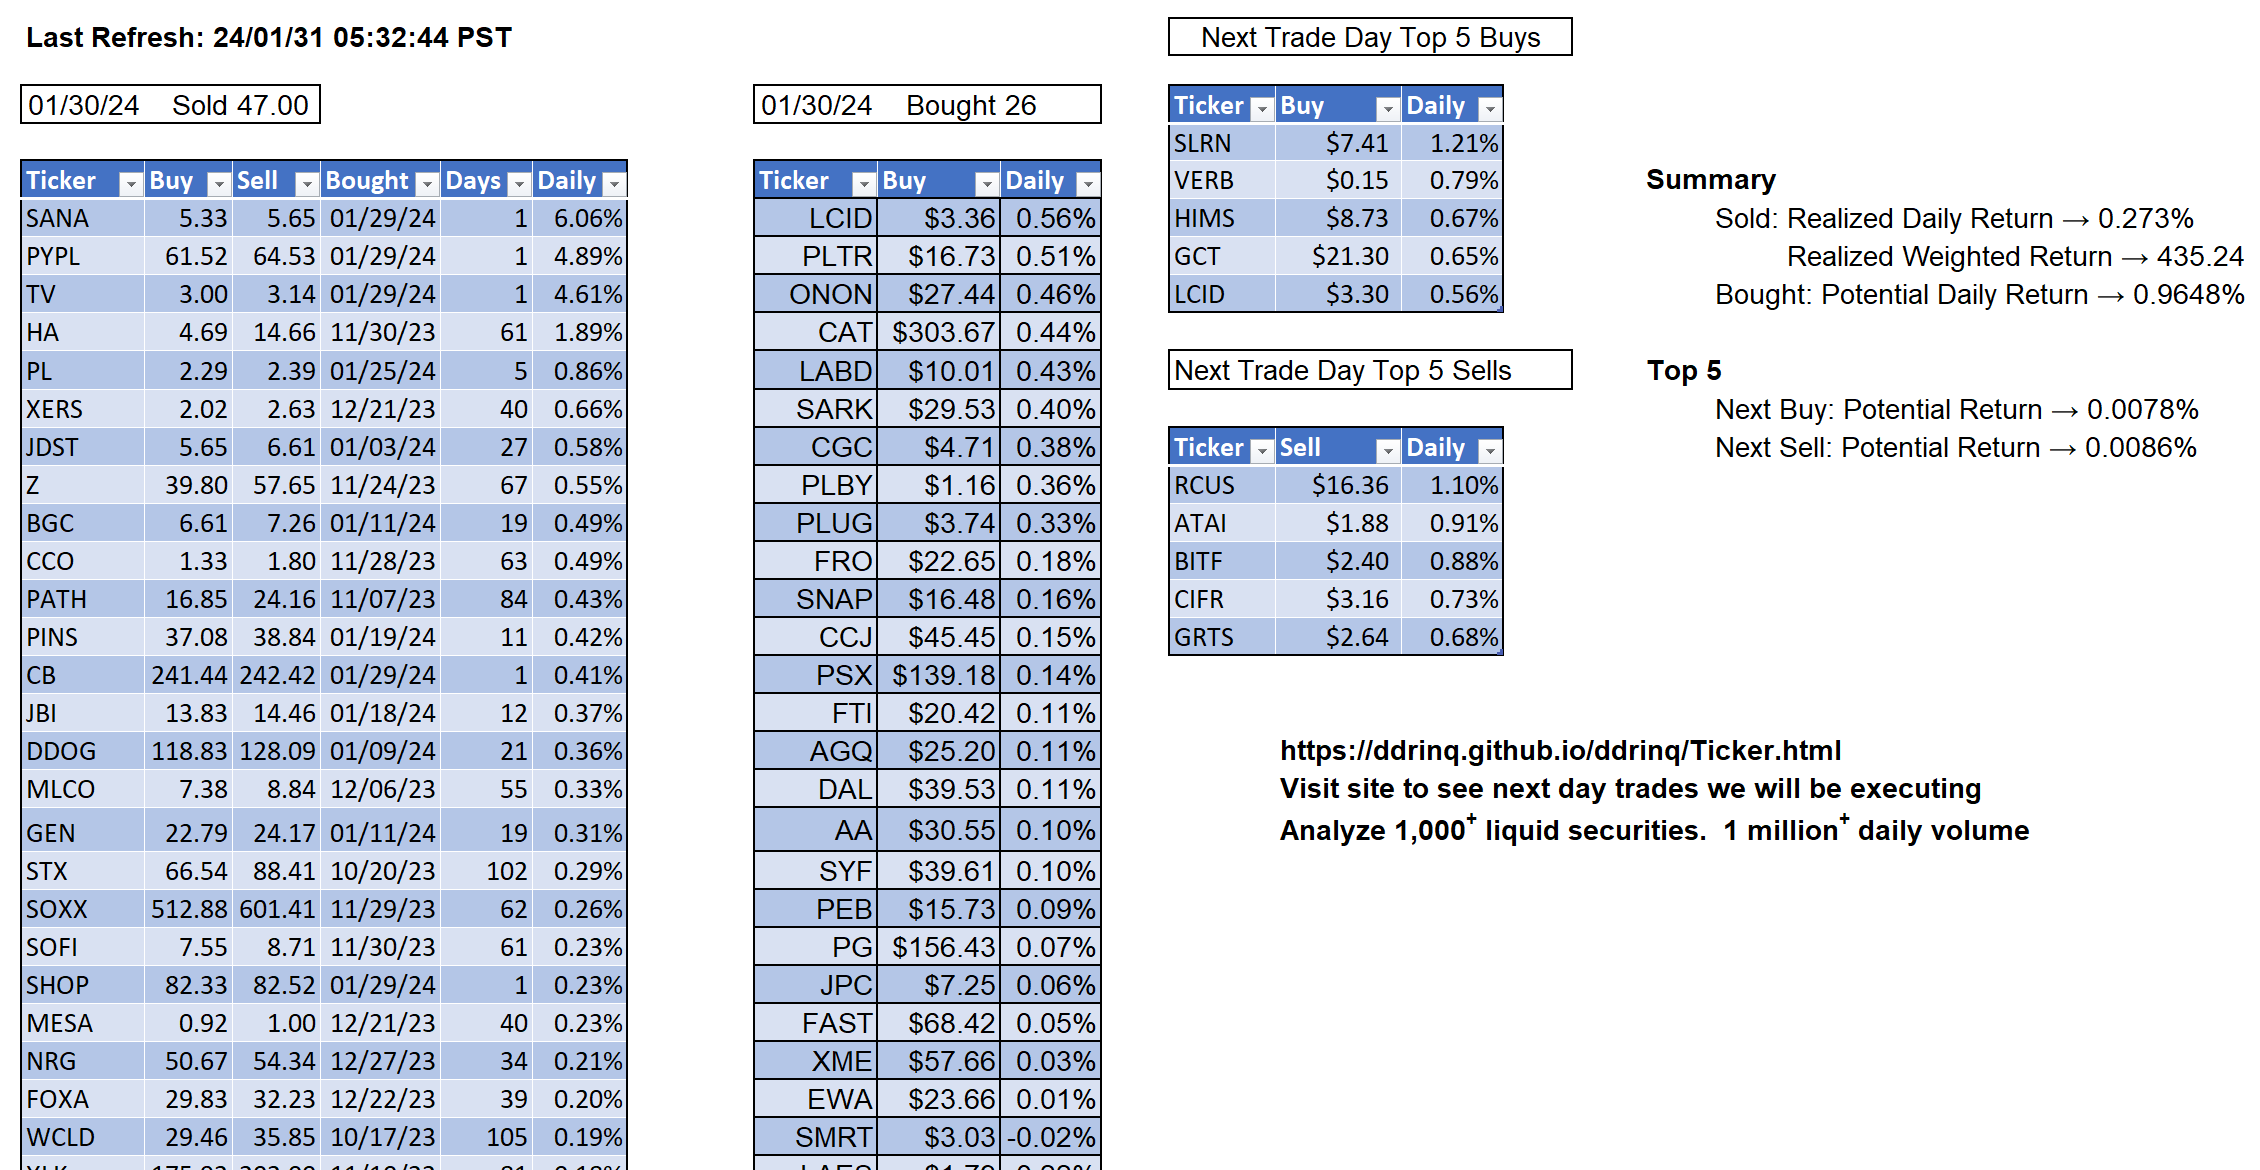 Last Refresh: 24/01/31 05:32:44 PST
01/30/24 Sold 47.00
Ticker Buy Sell Bought Days Daily
SANA 5.33 5.65 01/29/24 1 6.06%
PYPL 61.52 64.53 01/29/24 1 4.89%
TV 3.00 3.14 01/29/24 1 4.61%
HA 4.69 14.66 11/30/23 61 1.89%
PL 2.29 2.39 01/25/24 5 0.86%
XERS 2.02 2.63 12/21/23 40 0.66%
JDST 5.65 6.61 01/03/24 27 0.58%
Z 39.80 57.65 11/24/23 67 0.55%
BGC 6.61 7.26 01/11/24 19 0.49%
CCO 1.33 1.80 11/28/23 63 0.49%
PATH 16.85 24.16 11/07/23 84 0.43%
PINS 37.08 38.84 01/19/24 11 0.42%
CB 241.44 242.42 01/29/24 1 0.41%
JBI 13.83 14.46 01/18/24 12 0.37%
DDOG 118.83 128.09 01/09/24 21 0.36%
MLCO 7.38 8.84 12/06/23 55 0.33%
GEN 22.79 24.17 01/11/24 19 0.31%
STX 66.54 88.41 10/20/23 102 0.29%
SOXX 512.88 601.41 11/29/23 62 0.26%
SOFI 7.55 8.71 11/30/23 61 0.23%
SHOP 82.33 82.52 01/29/24 1 0.23%
MESA 0.92 1.00 12/21/23 40 0.23%
NRG 50.67 54.34 12/27/23 34 0.21%
FOXA 29.83 32.23 12/22/23 39 0.20%
WCLD 29.46 35.85 10/17/23 105 0.19%
01/30/24 Bought 26
Ticker Buy Daily
LCID $3.36 0.56%
PLTR $16.73 0.51%
ONON $27.44 0.46%
CAT $303.67 0.44%
LABD $10.01 0.43%
SARK $29.53 0.40%
CGC $4.71 0.38%
PLBY $1.16 0.36%
PLUG $3.74 0.33%
FRO $22.65 0.18%
SNAP $16.48 0.16%
CCJ $45.45 0.15%
PSX $139.18 0.14%
FTI $20.42 0.11%
AGQ $25.20 0.11%
DAL $39.53 0.11%
AA $30.55 0.10%
SYF $39.61 0.10%
PEB $15.73 0.09%
PG $156.43 0.07%
JPC $7.25 0.06%
FAST $68.42 0.05%
XME $57.66 0.03%
EWA $23.66 0.01%
SMRT $3.03 -0.02%
Next Trade Day Top 5 Buys
Ticker Buy Daily
SLRN $7.41 1.21%
VERB $0.15 0.79%
HIMS $8.73 0.67%
GCT $21.30 0.65%
LCID $3.30 0.56%
Next Trade Day Top 5 Sells
Ticker Sell Daily
RCUS $16.36 1.10%
ATAI $1.88 0.91%
BITF $2.40 0.88%
CIFR $3.16 0.73%
GRTS $2.64 0.68%
Summary
Sold: Realized Daily Return → 0.273%
Realized Weighted Return → 435.24
Bought: Potential Daily Return → 0.9648%
Top 5
Next Buy: Potential Return → 0.0078%
Next Sell: Potential Return → 0.0086%
https://ddrinq.github.io/ddrinq/Ticker.html
Visit site to see next day trades we will be executing
Analyze 1,000+ liquid securities. 1 million+ daily volume